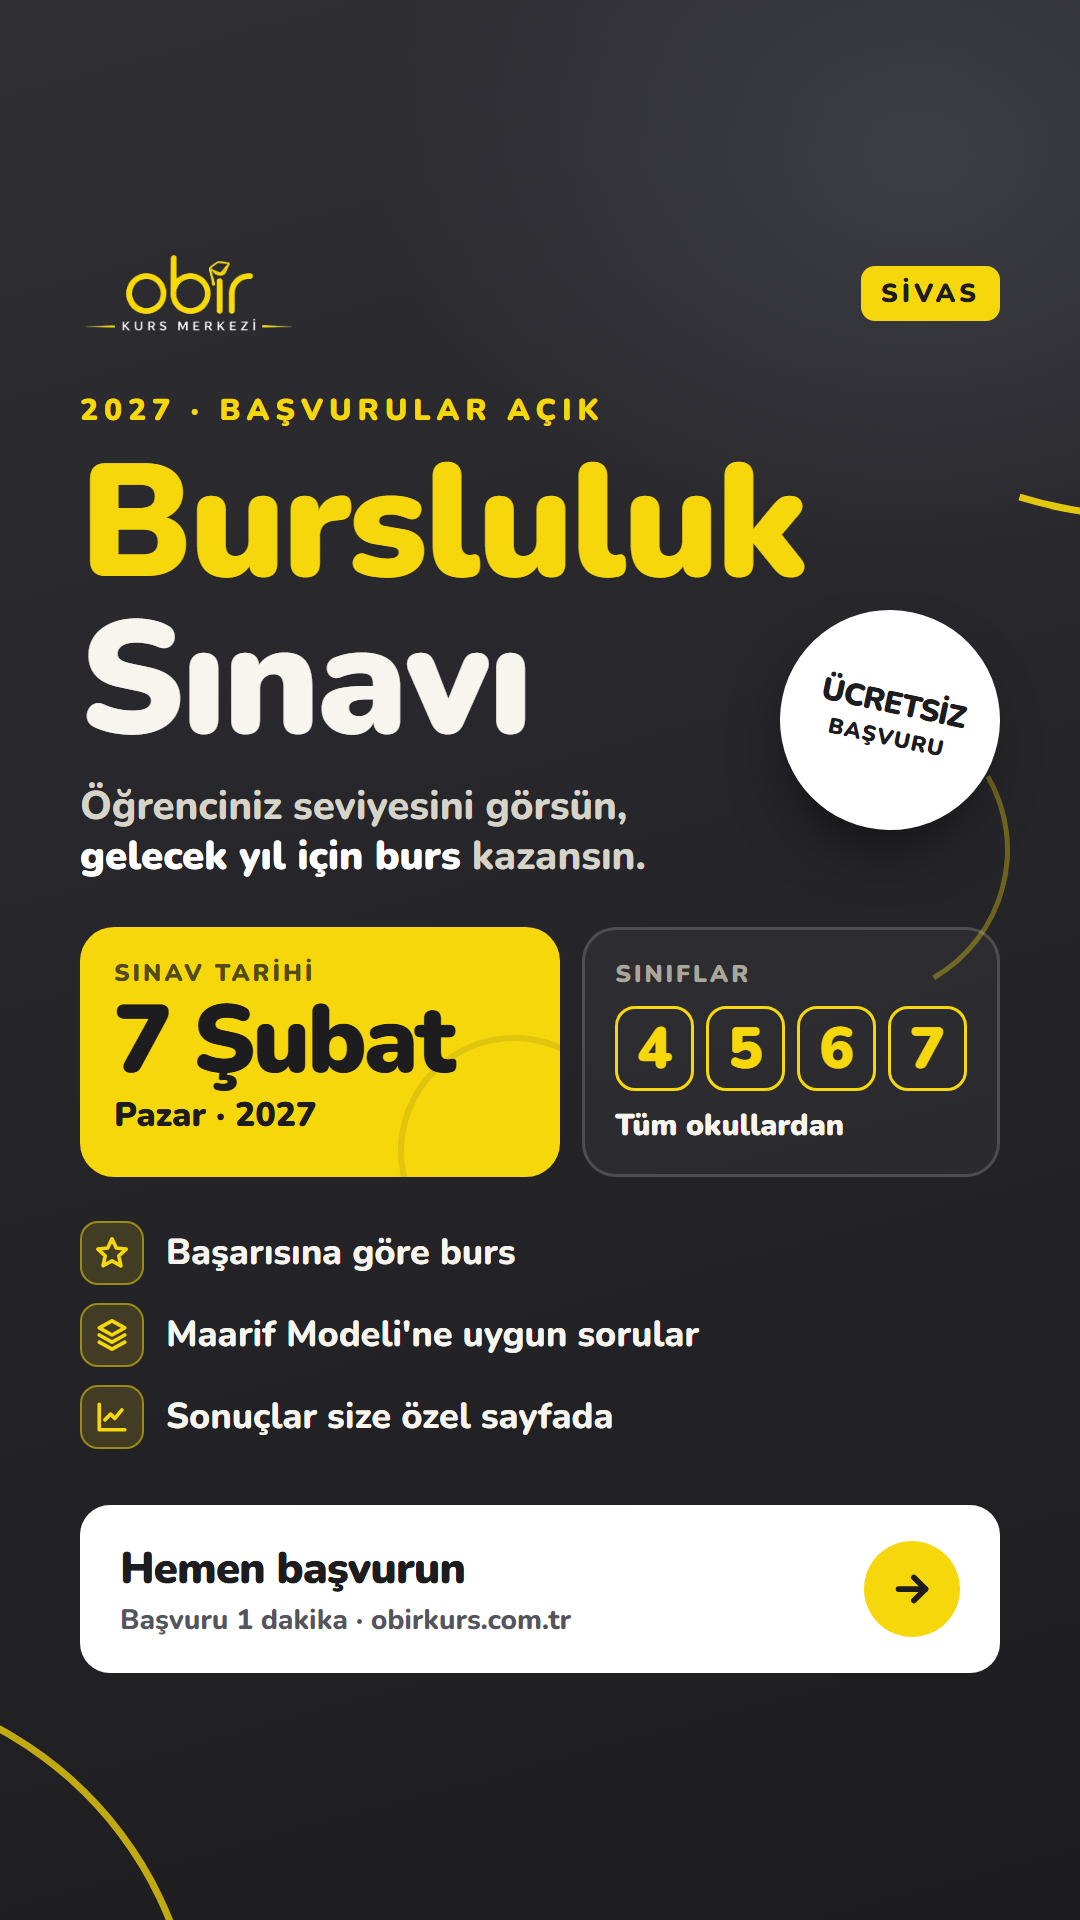 obir
KURS MERKEZİ
SİVAS
2027 · BAŞVURULAR AÇIK
Bursluluk
Sınavı
ÜCRETSİZ
BAŞVURU
Öğrenciniz seviyesini görsün,
gelecek yıl için burs kazansın.
SINAV TARİHİ
7 Şubat
Pazar · 2027
SINIFLAR
4 5 6 7
Tüm okullardan
Başarısına göre burs
Maarif Modeli'ne uygun sorular
Sonuçlar size özel sayfada
Hemen başvurun
Başvuru 1 dakika · obirkurs.com.tr